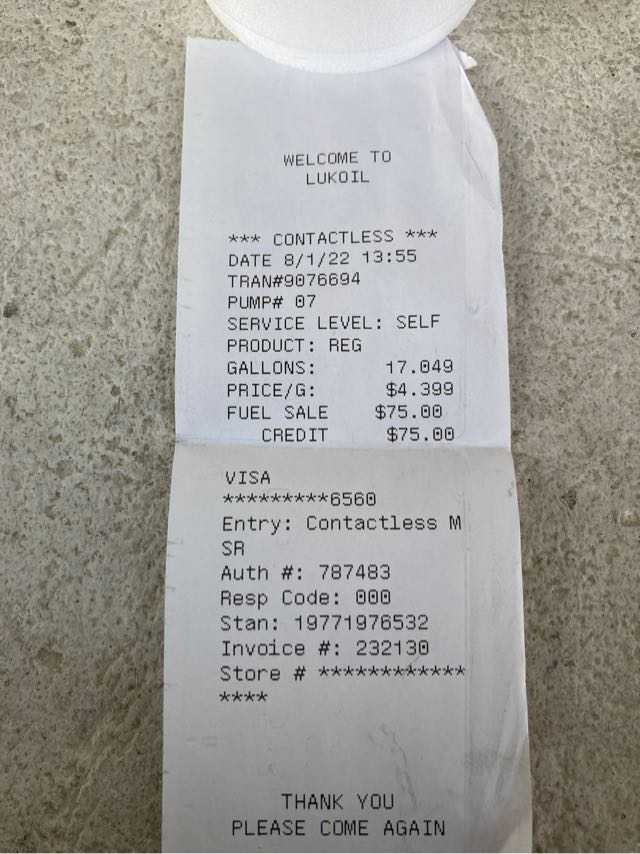 WELCOME TO
LUKOIL
*** CONTACTLESS ***
DATE 8/1/22 13:55
TRAN#9076694
PUMP# 07
SERVICE LEVEL: SELF
PRODUCT: REG
GALLONS: 17.049
PRICE/G: $4.399
FUEL SALE $75.00
CREDIT $75.00
VISA
*********6560
Entry: Contactless M
SR
Auth #: 787483
Resp Code: 000
Stan: 19771976532
Invoice #: 232130
Store # ************
****
THANK YOU
PLEASE COME AGAIN